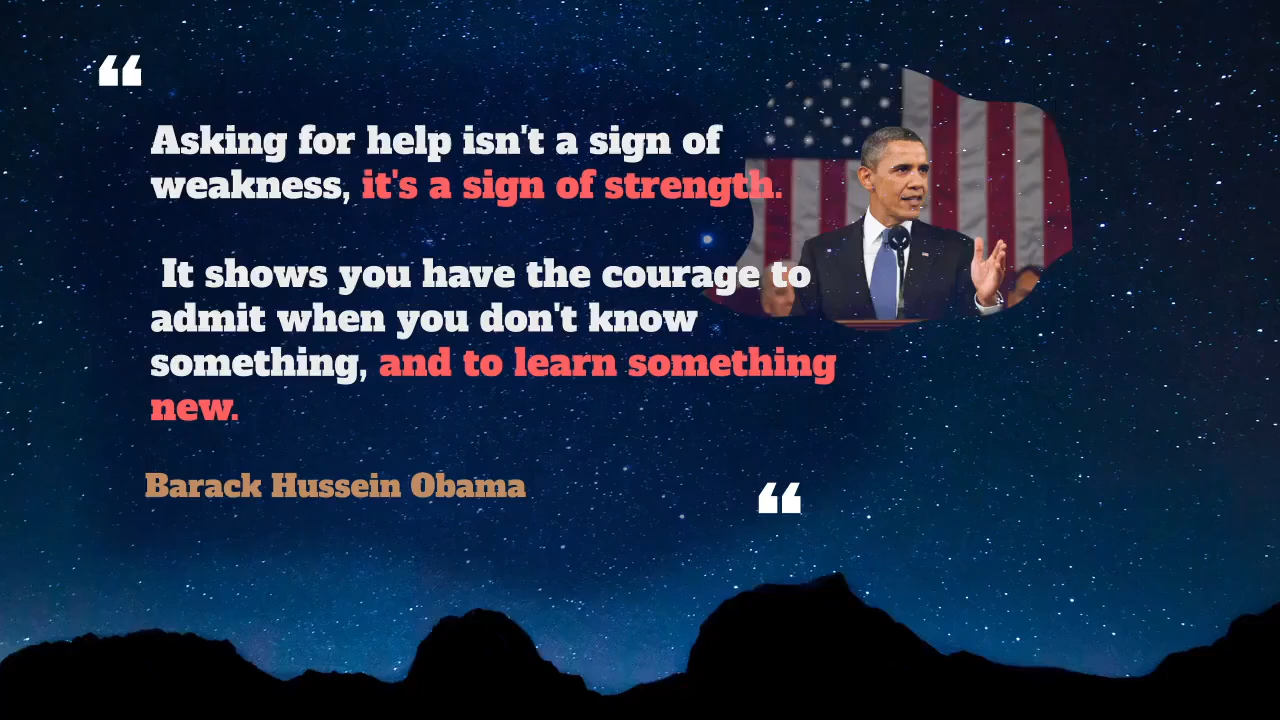 ❝
Asking for help isn't a sign of
weakness, it's a sign of strength.
It shows you have the courage to
admit when you don't know
something, and to learn something
new.
Barack Hussein Obama
❝